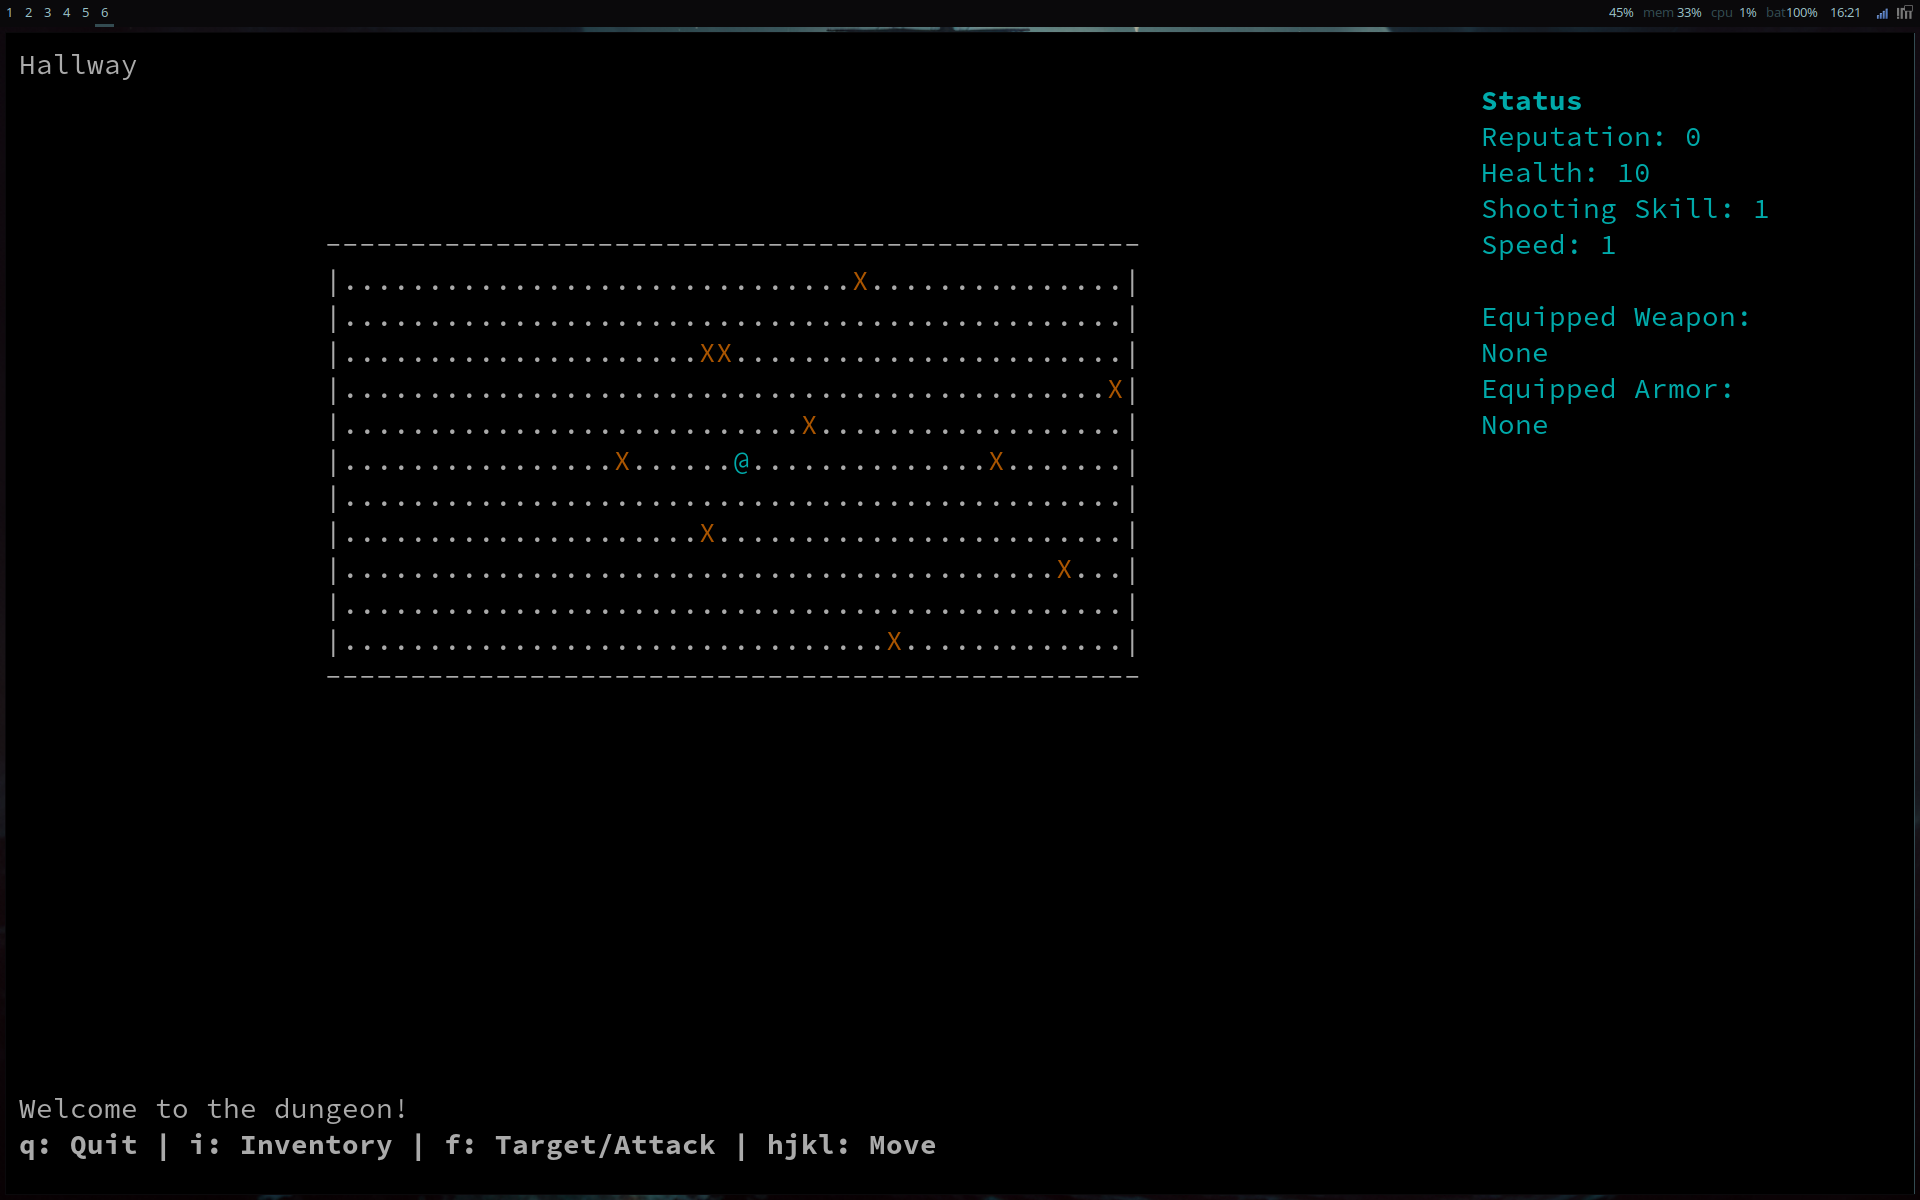 1 2 3 4 5 6 45% mem 33% cpu 1% bat100% 16:21
Hallway
Status
Reputation: 0
Health: 10
Shooting Skill: 1
Speed: 1
Equipped Weapon:
None
Equipped Armor:
None
------------------------------------------------
|..............................X...............|
|..............................................|
|.....................XX.......................|
|.............................................X|
|...........................X..................|
|................X......@..............X.......|
|..............................................|
|.....................X........................|
|..........................................X...|
|..............................................|
|................................X.............|
------------------------------------------------
Welcome to the dungeon!
q: Quit | i: Inventory | f: Target/Attack | hjkl: Move